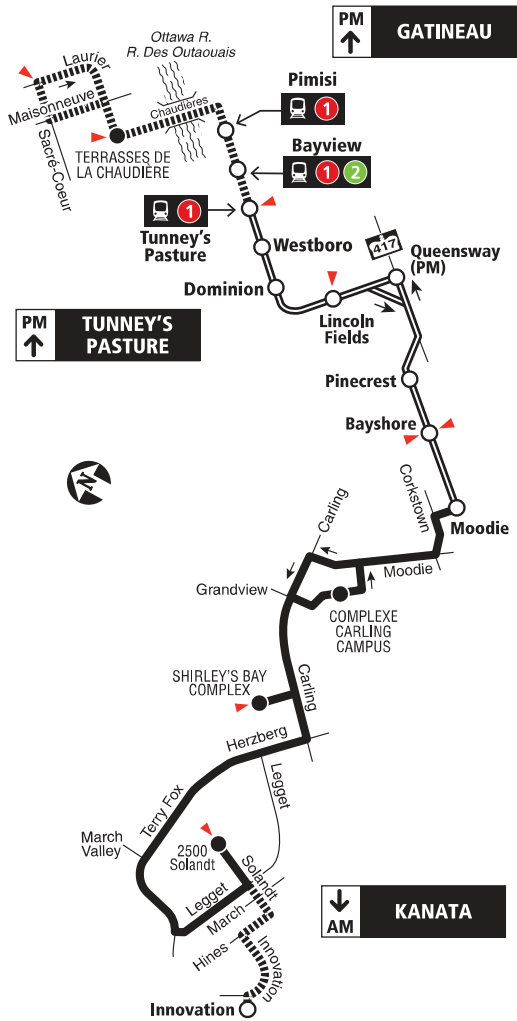 PM
GATINEAU
Ottawa R.
R. Des Outaouais
Laurier
Maisonneuve
Chaudières
Sacré-Coeur
TERRASSES DE
LA CHAUDIÈRE
Pimisi
1
Bayview
1 2
1
Tunney's
Pasture
Westboro
417
Queensway
(PM)
Dominion
Lincoln
Fields
PM
TUNNEY'S
PASTURE
Pinecrest
Bayshore
N
Corkstown
Moodie
Carling
Moodie
Grandview
COMPLEXE
CARLING
CAMPUS
SHIRLEY'S BAY
COMPLEX
Carling
Herzberg
Legget
Terry Fox
March
Valley
2500
Solandt
Solandt
Legget
March
Hines
Innovation
Innovation
AM
KANATA